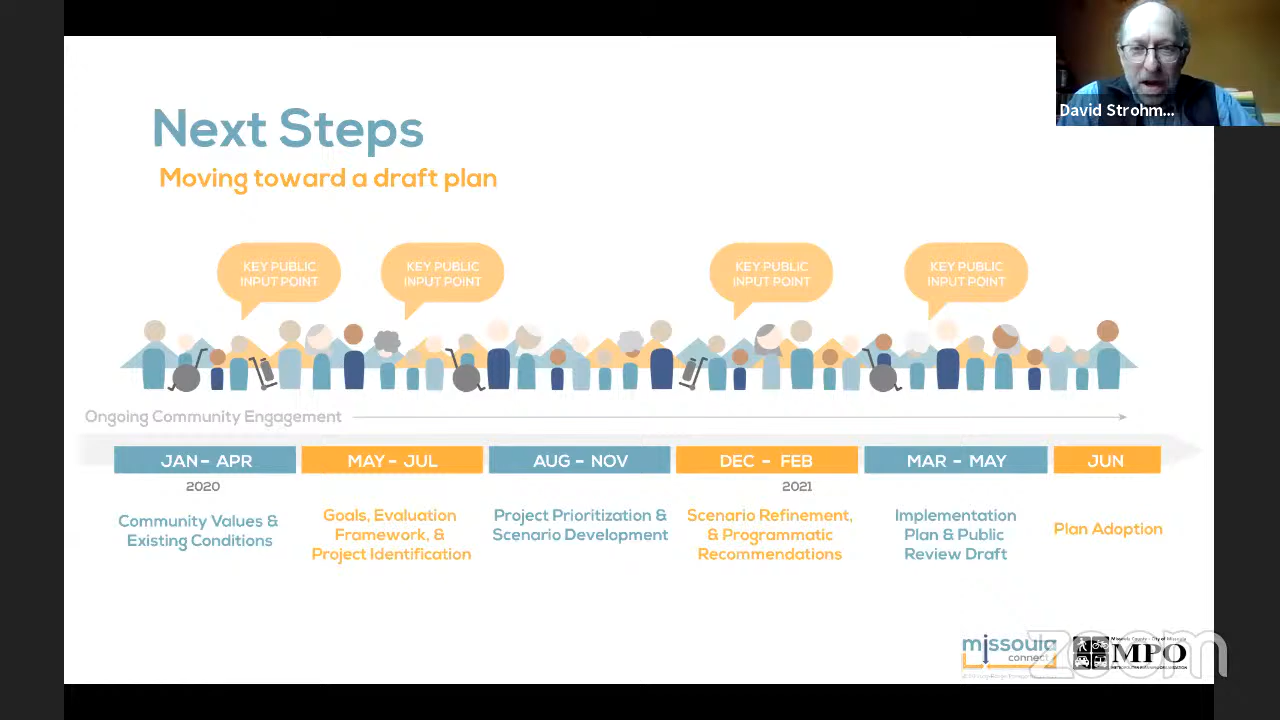 David Strohm...
Next Steps
Moving toward a draft plan
KEY PUBLIC
INPUT POINT
KEY PUBLIC
INPUT POINT
KEY PUBLIC
INPUT POINT
KEY PUBLIC
INPUT POINT
Ongoing Community Engagement
JAN - APR
MAY - JUL
AUG - NOV
DEC - FEB
MAR - MAY
JUN
2020
2021
Community Values &
Existing Conditions
Goals, Evaluation
Framework, &
Project Identification
Project Prioritization &
Scenario Development
Scenario Refinement,
& Programmatic
Recommendations
Implementation
Plan & Public
Review Draft
Plan Adoption
missoula
connect
MPO
zoom